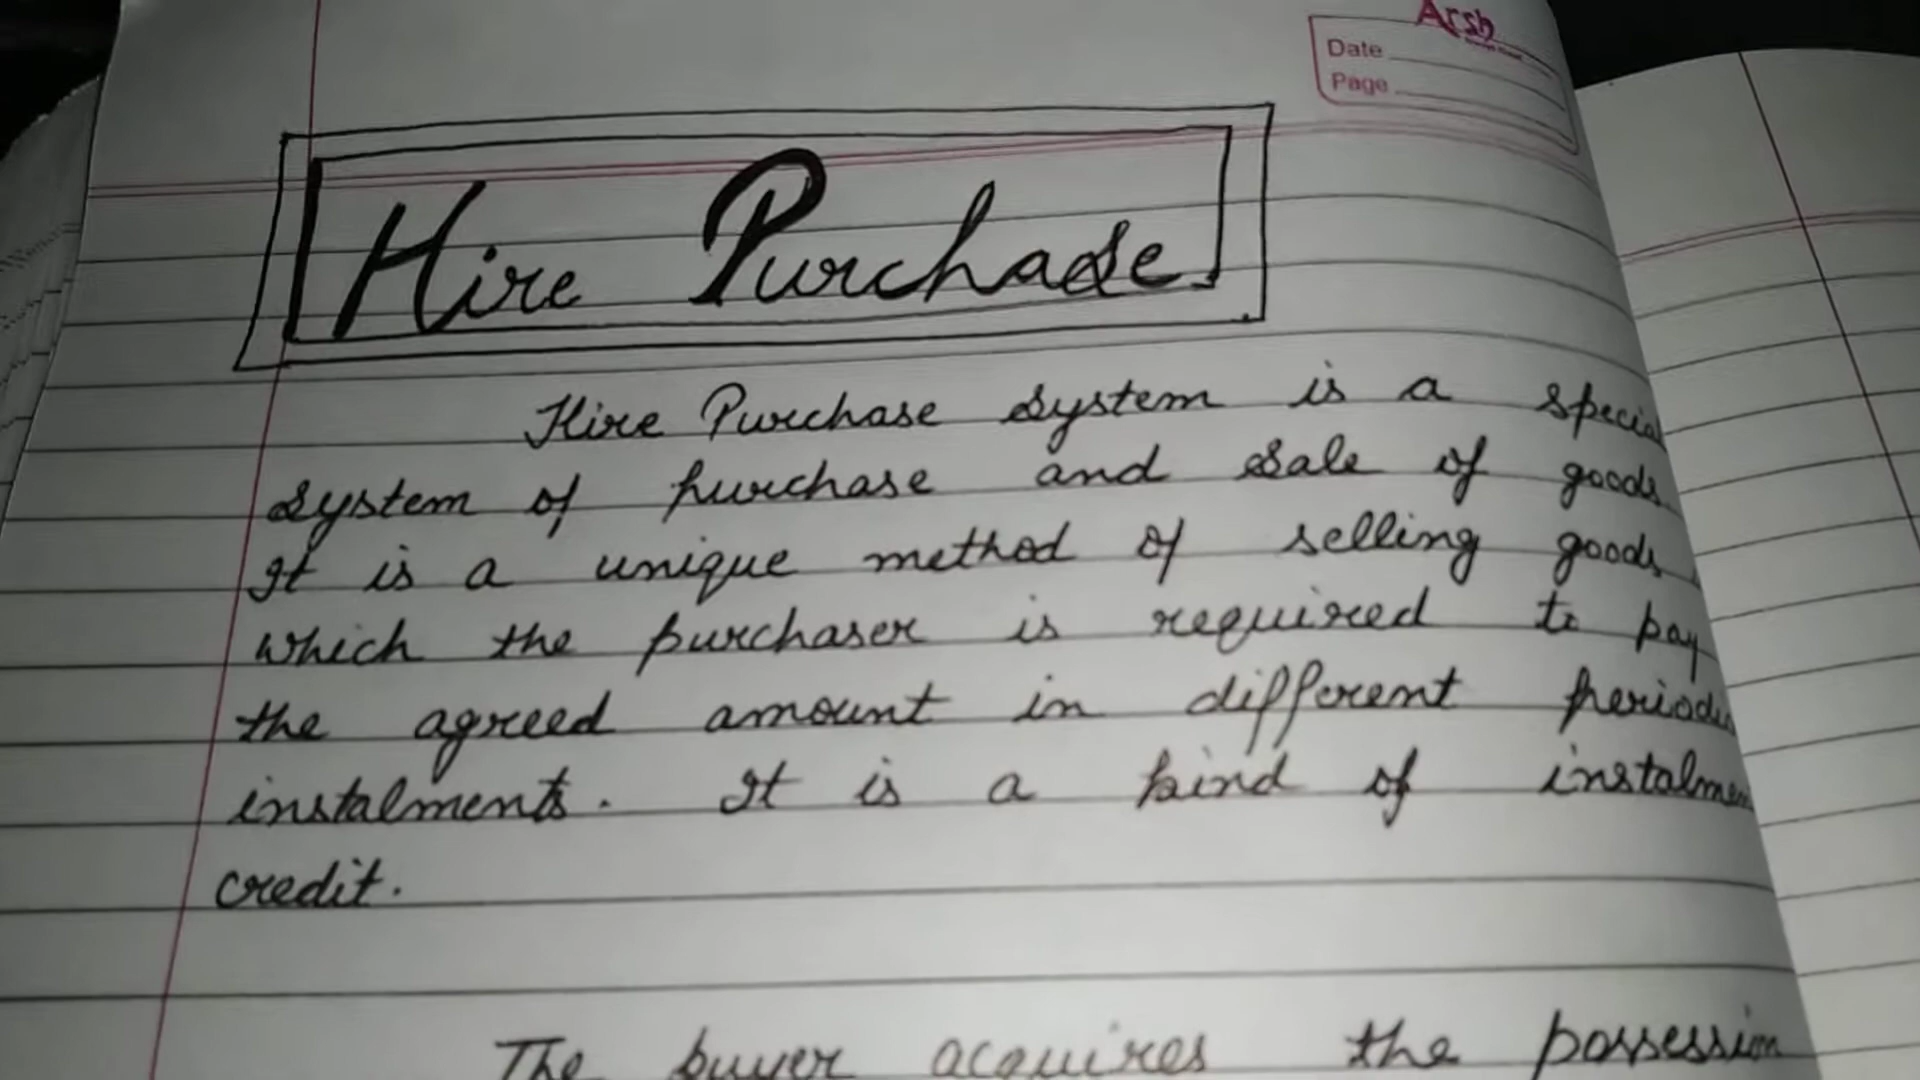 Arsh
Date
Page
Hire Purchase
Hire Purchase system is a special
system of purchase and sale of goods.
It is a unique method of selling goods
which the purchaser is required to pay
the agreed amount in different
instalments. It is a kind of
credit.
The buyer acquires the possession